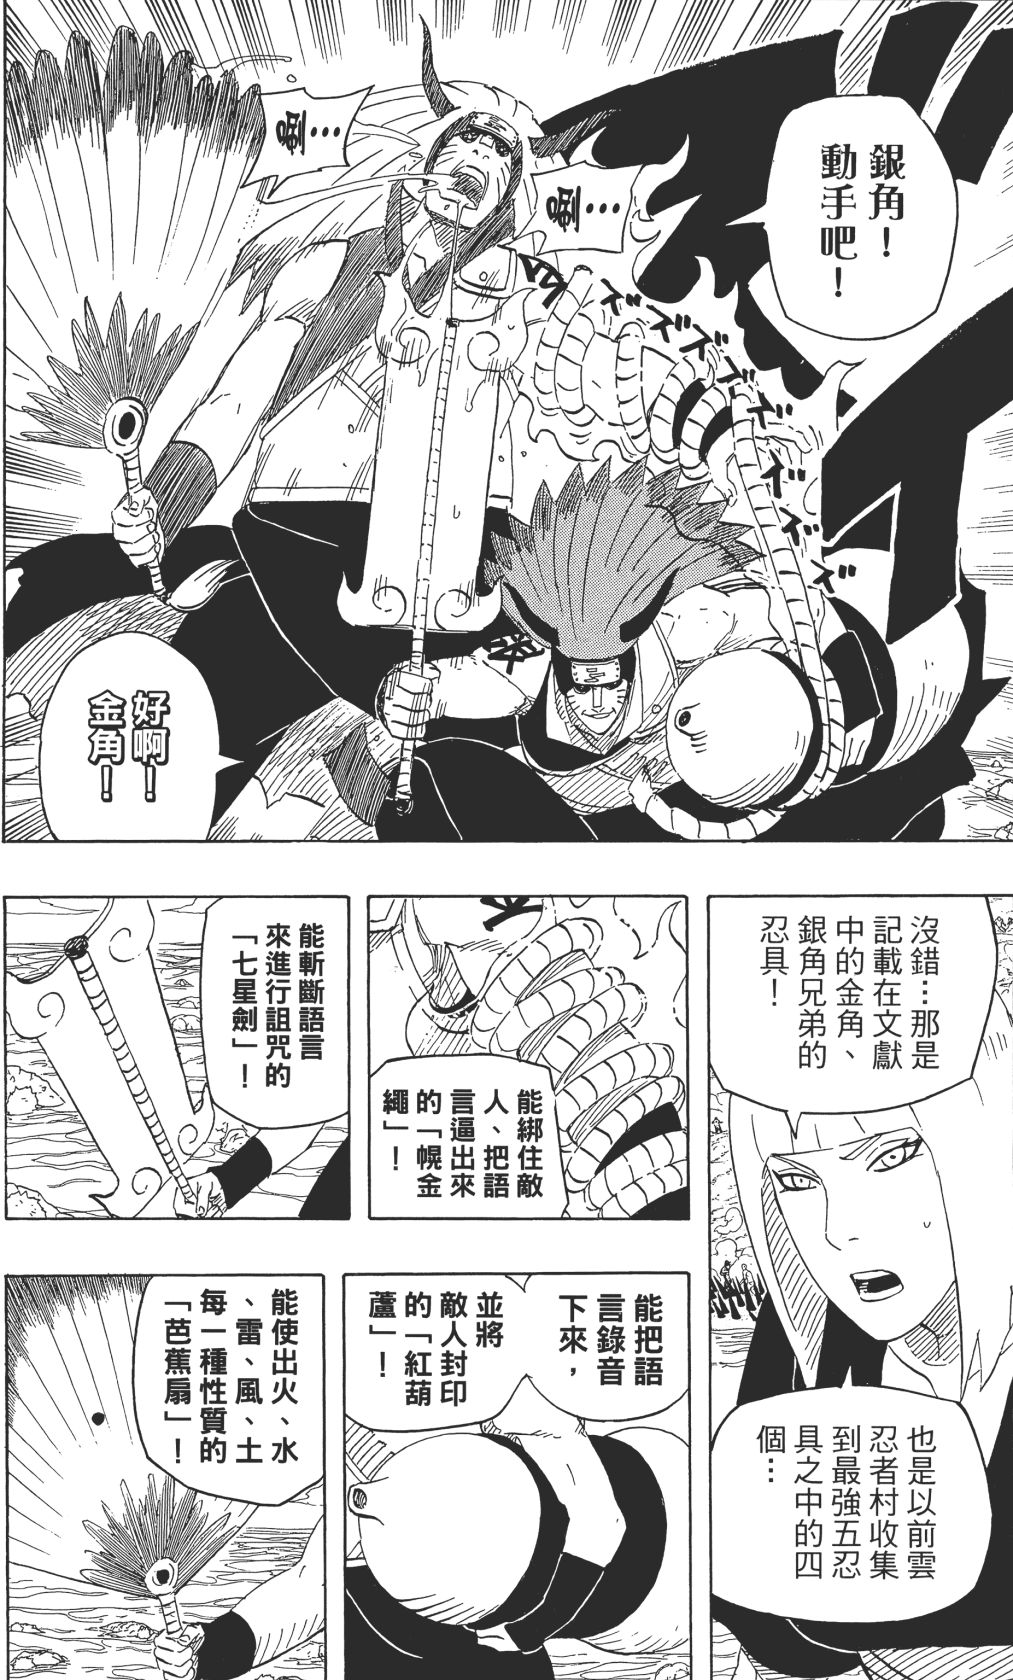 銀角！
動手吧！
嗯…
嗯…
ズズズズズズズ
金
銀
好啊！
金角！
沒錯…那是
記載在文獻
中的金角、
銀角兄弟的
忍具！
能綁住敵
人、把語
言逼出來
的「幌金
繩」！
能斬斷語言
來進行詛咒的
「七星劍」！
也是以前雲
忍者村收集
到最強五忍
具之中的四
個…
能把語
言錄音
下來，
並將
敵人封印
的「紅葫
蘆」！
能使出火、水
、雷、風、土
每一種性質的
「芭蕉扇」！